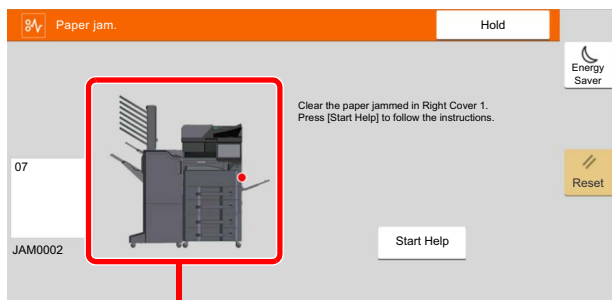 Paper jam.
Hold
Energy
Saver
Clear the paper jammed in Right Cover 1.
Press [Start Help] to follow the instructions.
07
Reset
Start Help
JAM0002